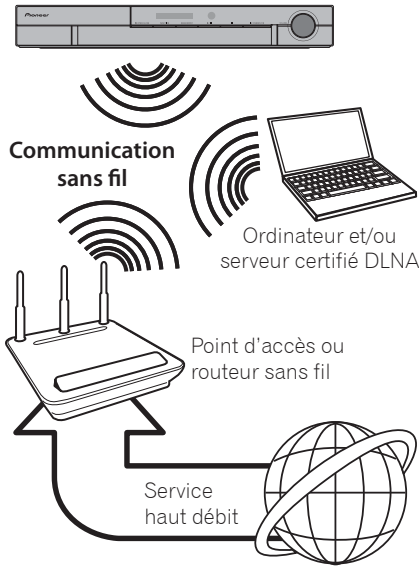 Pioneer
Communication
sans fil
Ordinateur et/ou
serveur certifié DLNA
Point d'accès ou
routeur sans fil
Service
haut débit